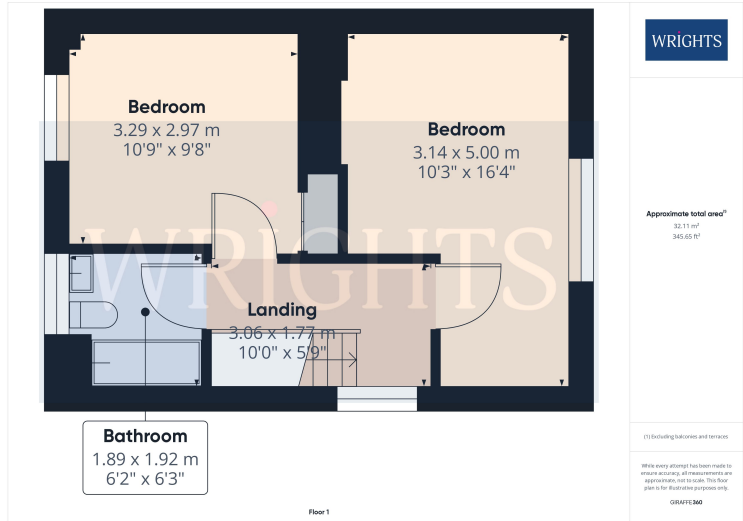 WRIGHTS
Bedroom
3.29 x 2.97 m
10'9" x 9'8"
Bedroom
3.14 x 5.00 m
10'3" x 16'4"
WRIGHTS
Landing
3.06 x 1.77 m
10'0" x 5'9"
Bathroom
1.89 x 1.92 m
6'2" x 6'3"
Floor 1
Approximate total area(1)
32.11 m²
345.65 ft²
(1) Excluding balconies and terraces
While every attempt has been made to
ensure accuracy, all measurements are
approximate, not to scale. This floor
plan is for illustrative purposes only.
GIRAFFE360